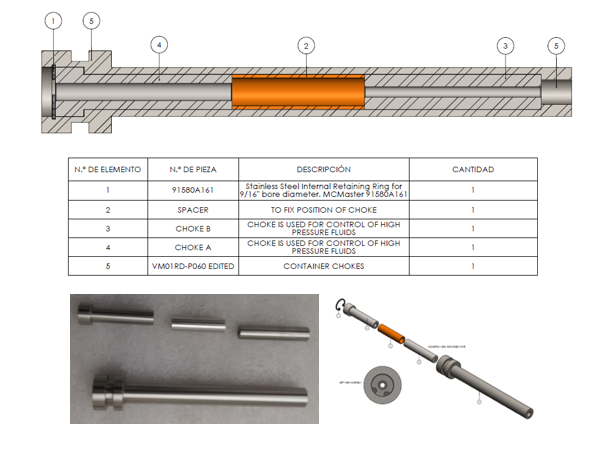 1 5 4 2 3 5
N.º DE ELEMENTO N.º DE PIEZA DESCRIPCIÓN CANTIDAD
1 91580A161 Stainless Steel Internal Retaining Ring for
9/16" bore diameter. MCMaster 91580A161 1
2 SPACER TO FIX POSITION OF CHOKE 1
3 CHOKE B CHOKE IS USED FOR CONTROL OF HIGH
PRESSURE FLUIDS 1
4 CHOKE A CHOKE IS USED FOR CONTROL OF HIGH
PRESSURE FLUIDS 1
5 VM01RD-P060 EDITED CONTAINER CHOKES 1